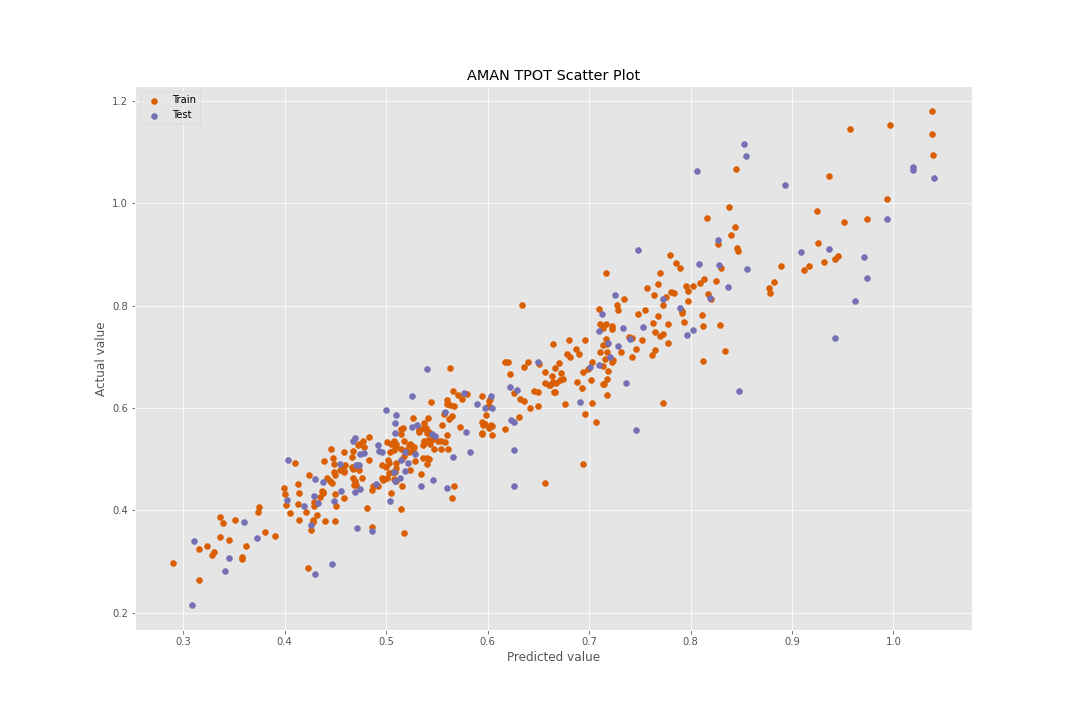 AMAN TPOT Scatter Plot
Train
Test
1.2
1.0
0.8
0.6
0.4
0.2
Actual value
0.3 0.4 0.5 0.6 0.7 0.8 0.9 1.0
Predicted value